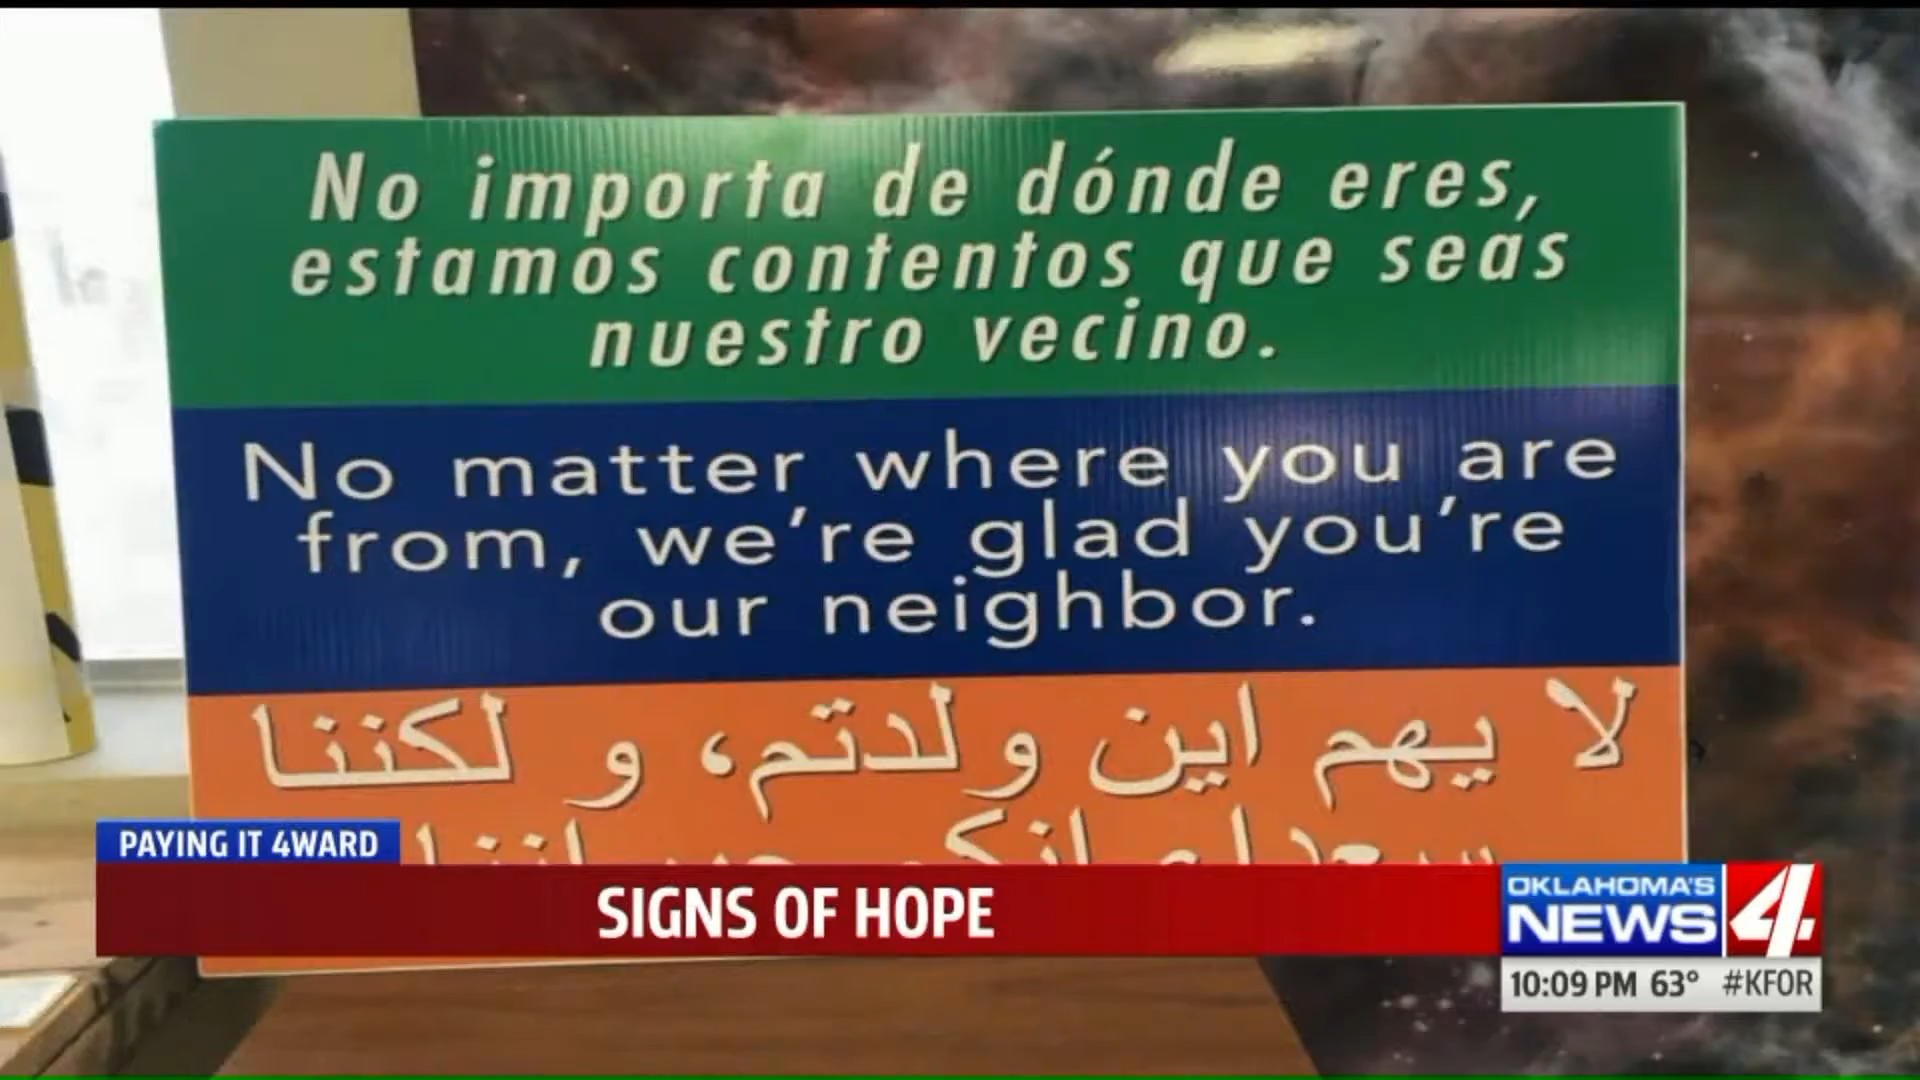 No importa de dónde eres,
estamos contentos que seas
nuestro vecino.
No matter where you are
from, we're glad you're
our neighbor.
لا يهم اين ولدتم، و لكننا
PAYING IT 4WARD
SIGNS OF HOPE
OKLAHOMA'S
NEWS 4
10:09 PM 63° #KFOR